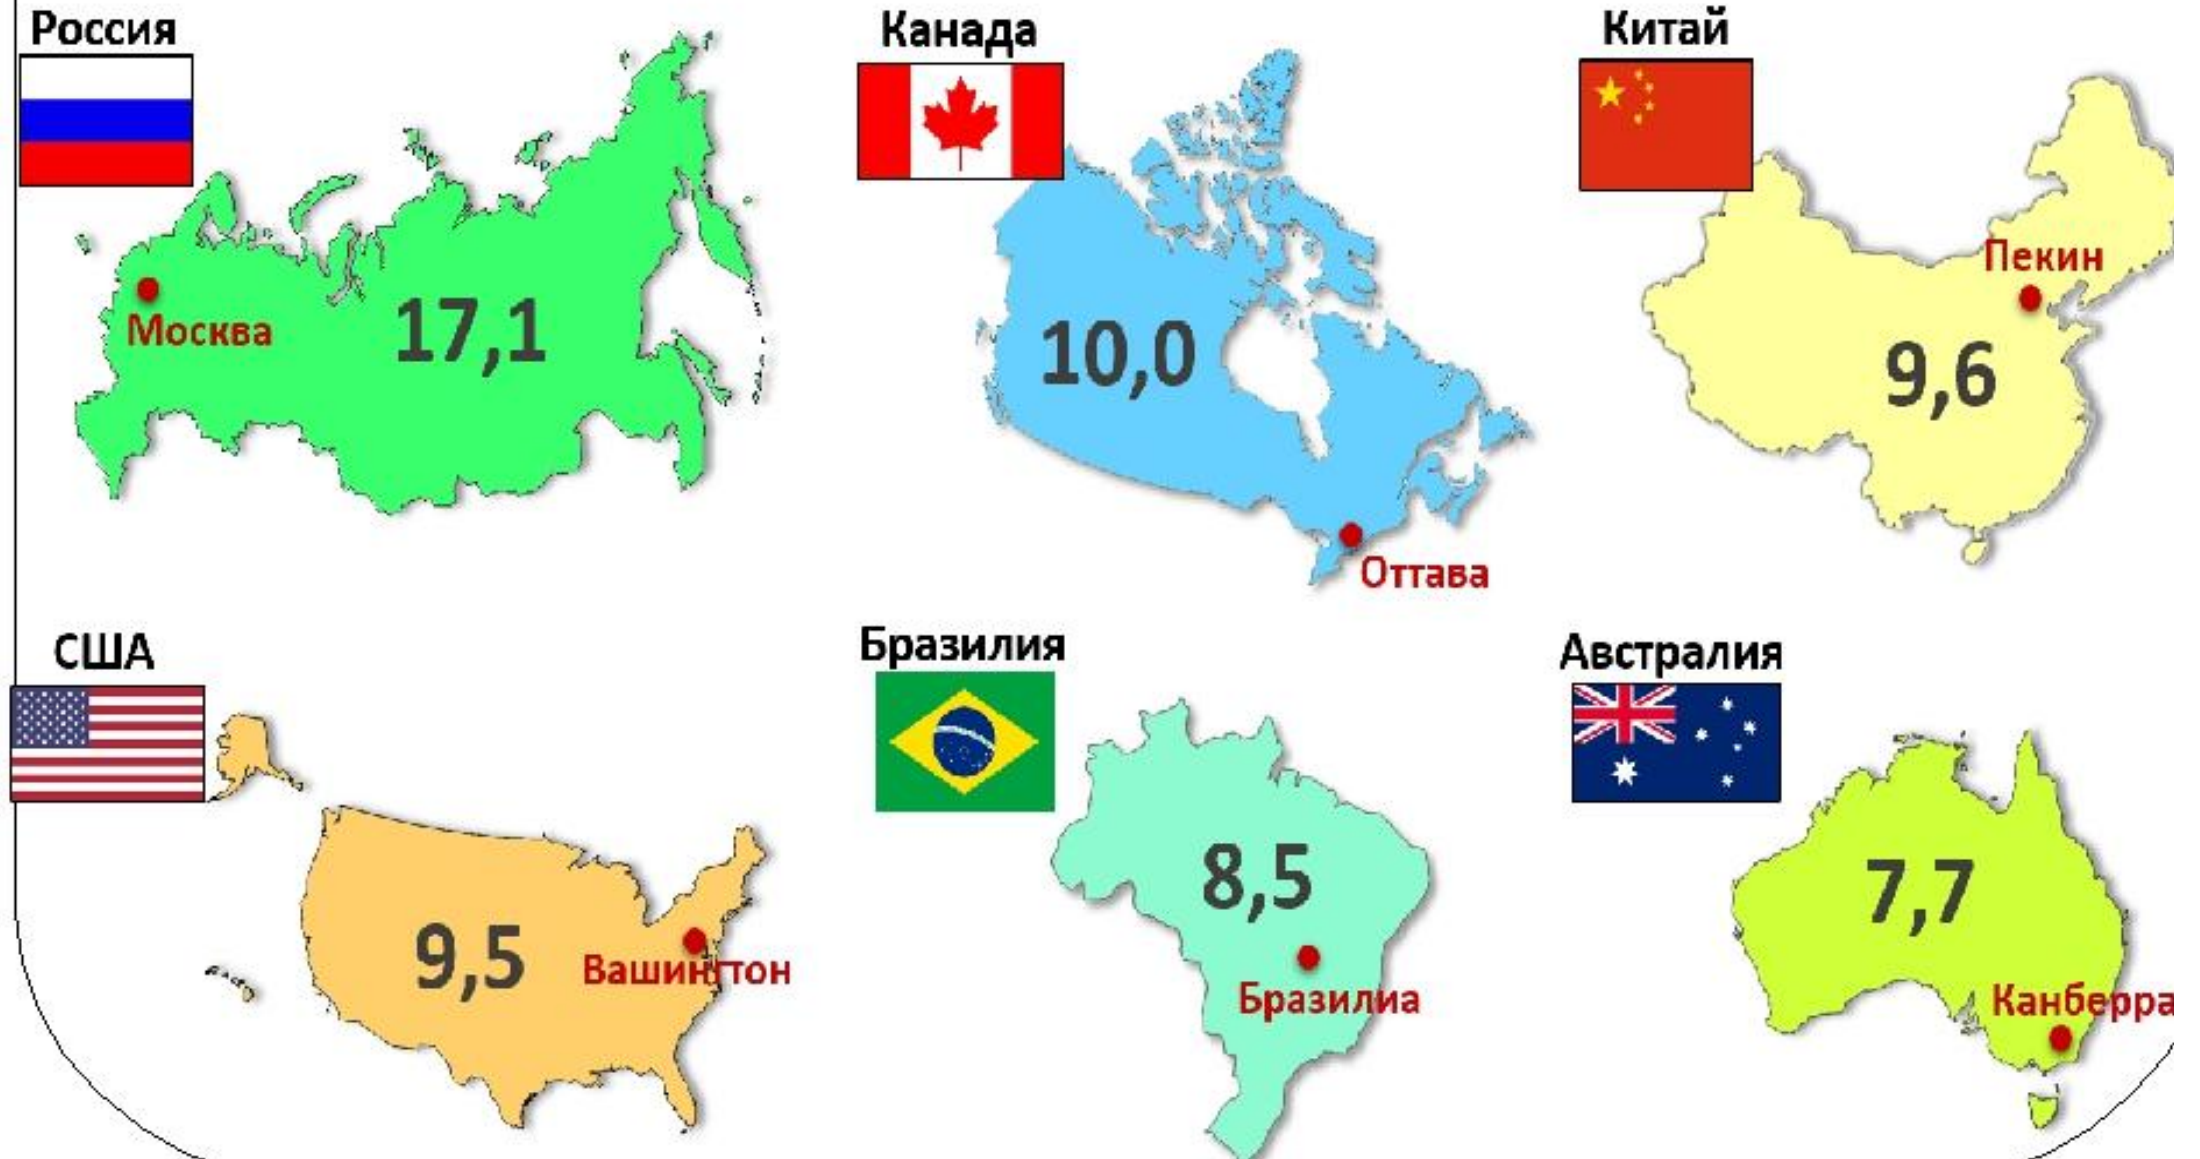 Россия
Москва
17,1
Канада
10,0
Оттава
Китай
Пекин
9,6
США
9,5
Вашингтон
Бразилия
8,5
Бразилиа
Австралия
7,7
Канберра